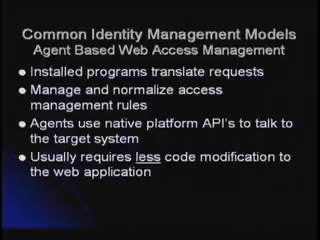 Common Identity Management Models
Agent Based Web Access Management
Installed programs translate requests
Manage and normalize access
management rules
Agents use native platform API's to talk to
the target system
Usually requires less code modification to
the web application